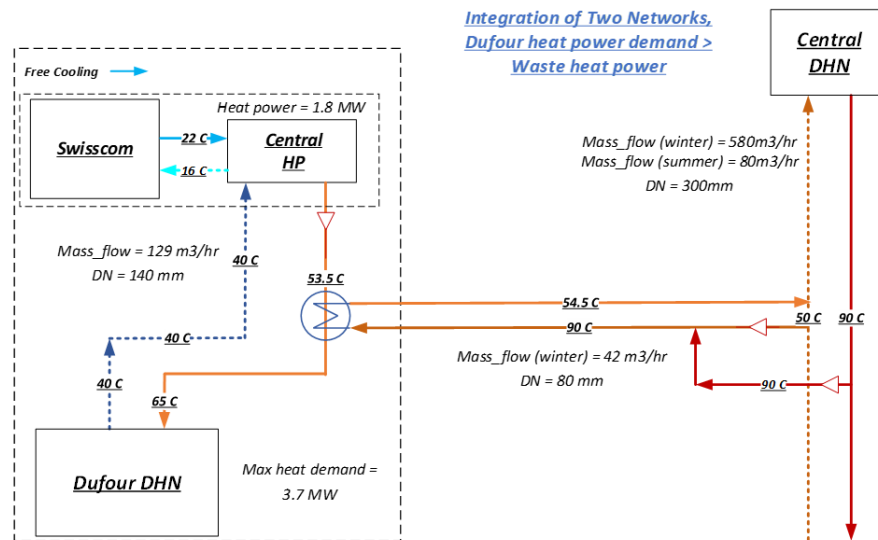 Integration of Two Networks,
Dufour heat power demand >
Waste heat power
Central
DHN
Free Cooling
Heat power = 1.8 MW
Swisscom
22 C
16 C
Central
HP
Mass_flow (winter) = 580m3/hr
Mass_flow (summer) = 80m3/hr
DN = 300mm
Mass_flow = 129 m3/hr
DN = 140 mm
40 C
53.5 C
54.5 C
90 C
50 C
90 C
40 C
Mass_flow (winter) = 42 m3/hr
DN = 80 mm
90 C
40 C
65 C
Dufour DHN
Max heat demand =
3.7 MW